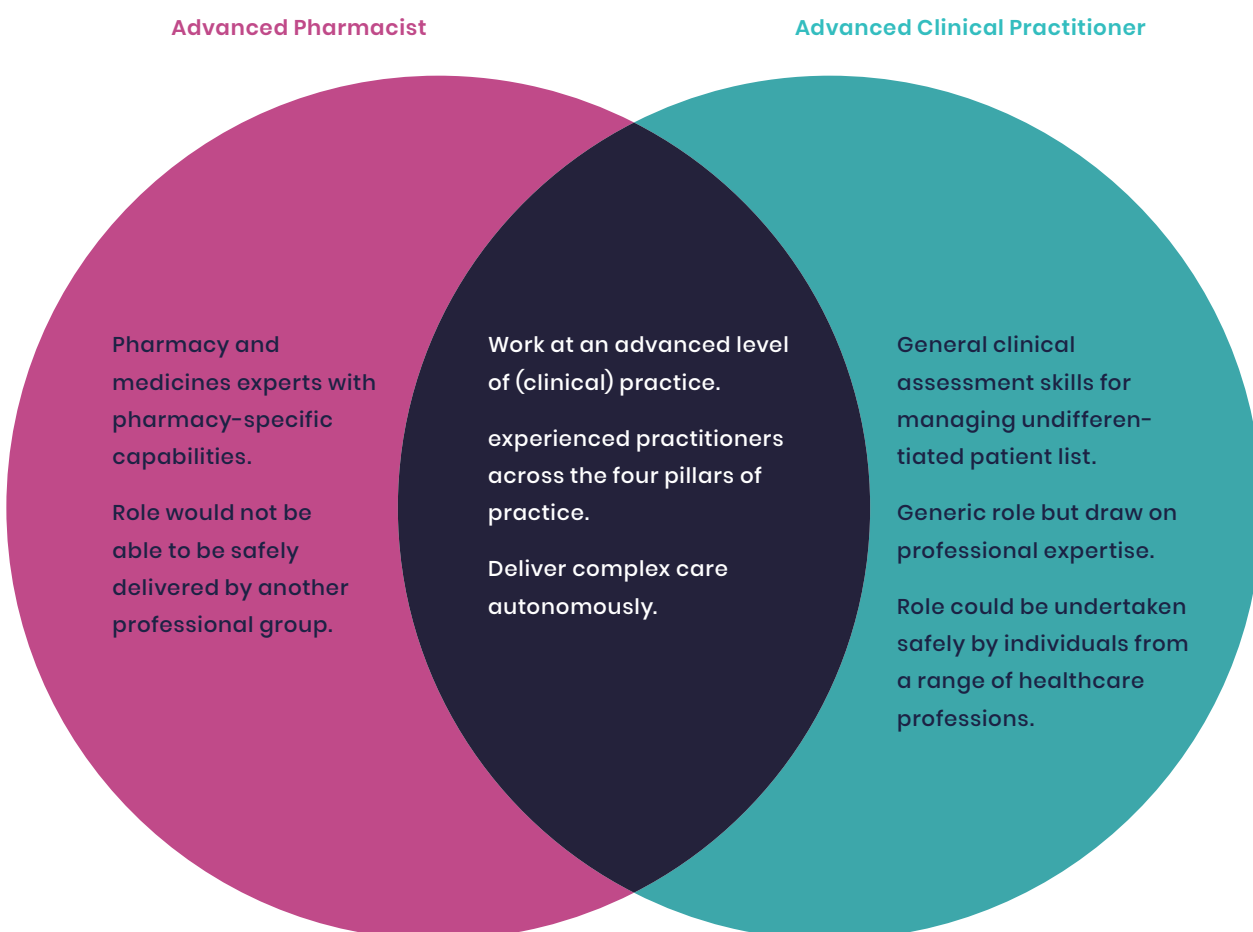 Advanced Pharmacist
Advanced Clinical Practitioner
Pharmacy and
medicines experts with
pharmacy-specific
capabilities.
Role would not be
able to be safely
delivered by another
professional group.
Work at an advanced level
of (clinical) practice.
experienced practitioners
across the four pillars of
practice.
Deliver complex care
autonomously.
General clinical
assessment skills for
managing undifferen-
tiated patient list.
Generic role but draw on
professional expertise.
Role could be undertaken
safely by individuals from
a range of healthcare
professions.